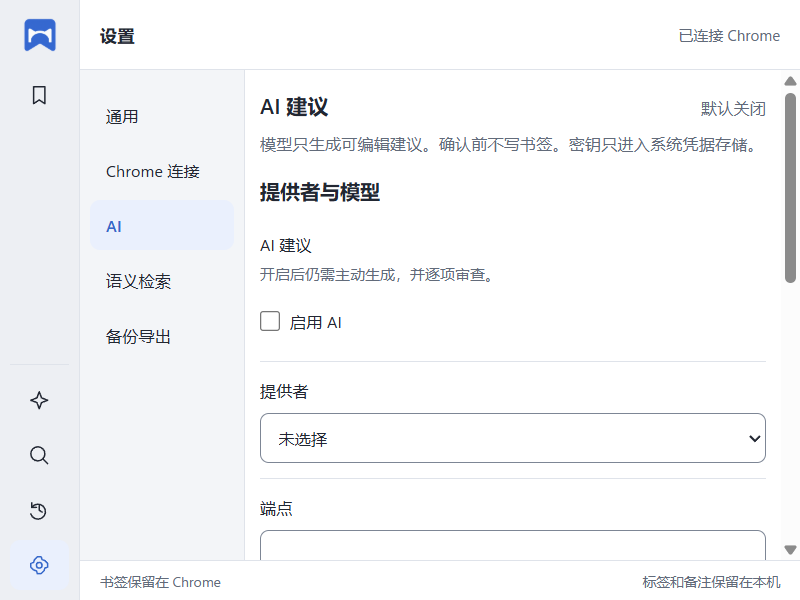 设置
已连接 Chrome
通用
Chrome 连接
AI
语义检索
备份导出
AI 建议
默认关闭
模型只生成可编辑建议。确认前不写书签。密钥只进入系统凭据存储。
提供者与模型
AI 建议
开启后仍需主动生成，并逐项审查。
启用 AI
提供者
未选择
端点
书签保留在 Chrome
标签和备注保留在本机